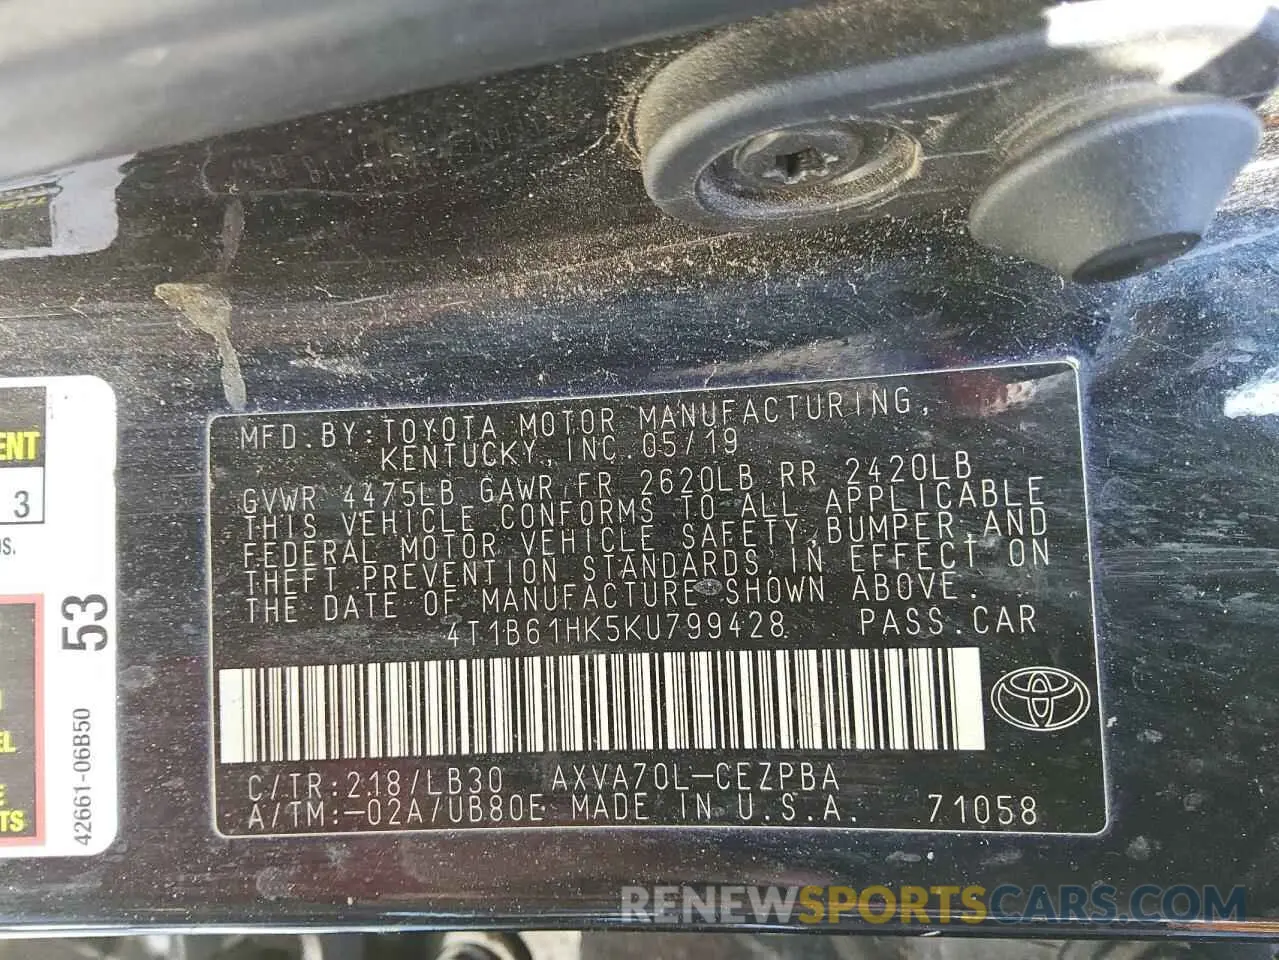 MFD.BY:TOYOTA MOTOR MANUFACTURING,
KENTUCKY, INC. 05/19
GVWR 4475LB GAWR FR 2620LB RR 2420LB
THIS VEHICLE CONFORMS TO ALL APPLICABLE
FEDERAL MOTOR VEHICLE SAFETY,BUMPER,AND
THEFT PREVENTION STANDARDS, IN EFFECT ON
THE DATE OF MANUFACTURE SHOWN ABOVE.
4T1B61HK5KU799428 PASS.CAR
C/TR:218/LB30 AXVA70L-CEZPBA
A/TM:-02A/UB80E MADE IN U.S.A. 71058
3
53
42661-06B50
RENEWSPORTSCARS.COM